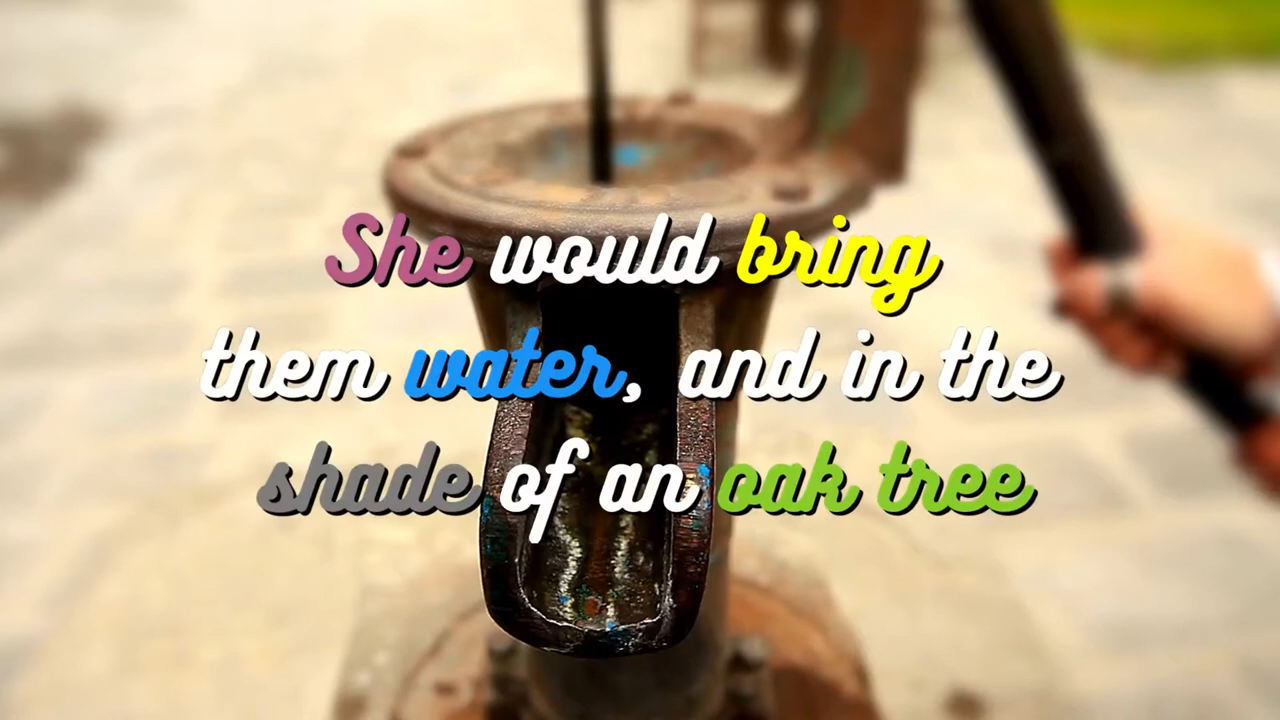 She would bring
them water, and in the
shade of an oak tree